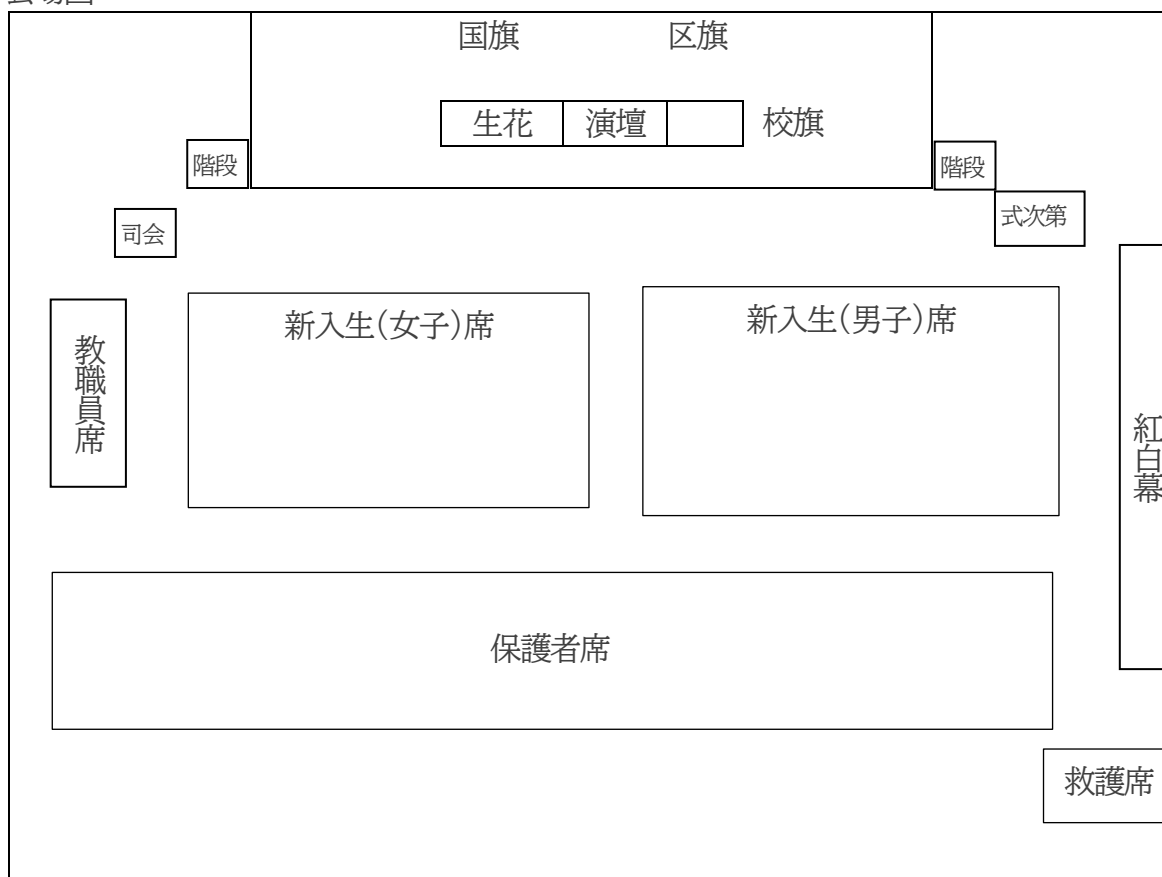 国旗
区旗
生花
演壇
校旗
階段
階段
司会
式次第
新入生(女子)席
新入生(男子)席
教職員席
紅白幕
保護者席
救護席